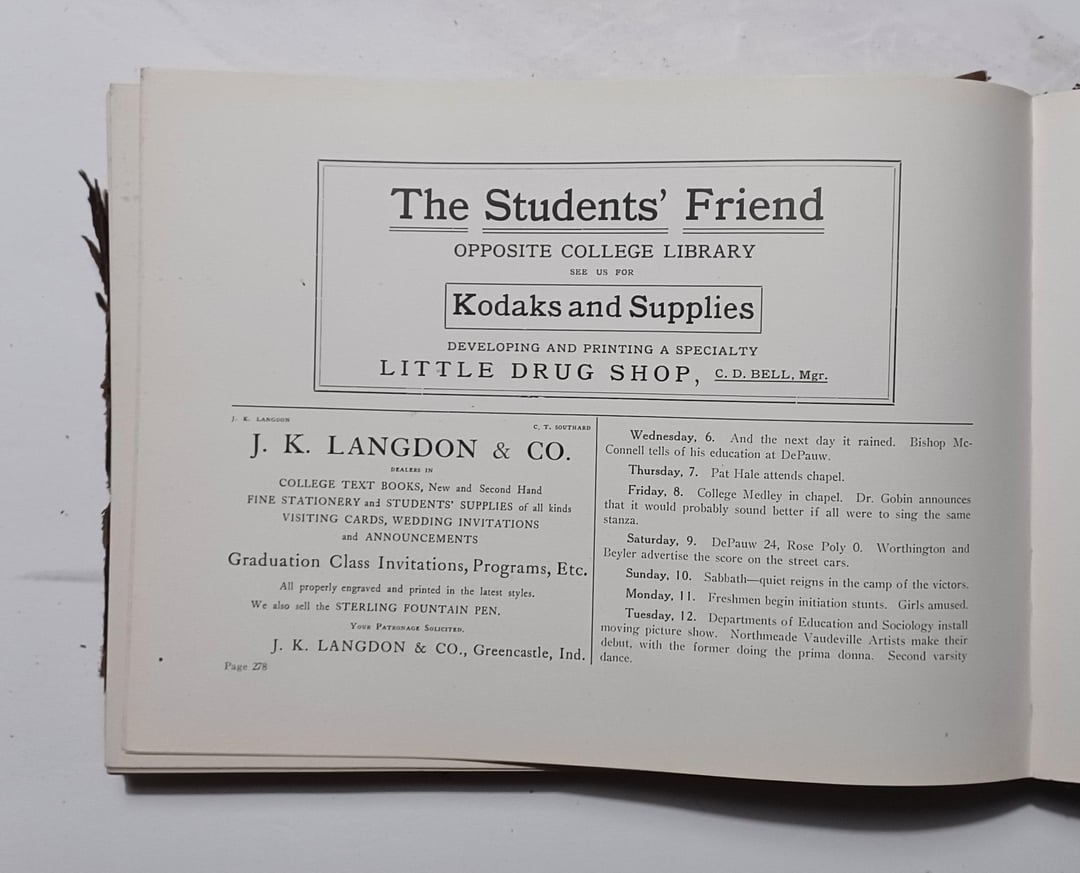 The Students' Friend
OPPOSITE COLLEGE LIBRARY
SEE US FOR
Kodaks and Supplies
DEVELOPING AND PRINTING A SPECIALTY
LITTLE DRUG SHOP, C. D. BELL, Mgr.
J. K. LANGDON
C. T. SOUTHARD
J. K. LANGDON & CO.
DEALERS IN
COLLEGE TEXT BOOKS, New and Second Hand
FINE STATIONERY and STUDENTS' SUPPLIES of all kinds
VISITING CARDS, WEDDING INVITATIONS
and ANNOUNCEMENTS
Graduation Class Invitations, Programs, Etc.
All properly engraved and printed in the latest styles.
We also sell the STERLING FOUNTAIN PEN.
YOUR PATRONAGE SOLICITED.
J. K. LANGDON & CO., Greencastle, Ind.
Page 278
Wednesday, 6. And the next day it rained. Bishop Mc-
Connell tells of his education at DePauw.
Thursday, 7. Pat Hale attends chapel.
Friday, 8. College Medley in chapel. Dr. Gobin announces
that it would probably sound better if all were to sing the same
stanza.
Saturday, 9. DePauw 24, Rose Poly 0. Worthington and
Beyler advertise the score on the street cars.
Sunday, 10. Sabbath—quiet reigns in the camp of the victors.
Monday, 11. Freshmen begin initiation stunts. Girls amused.
Tuesday, 12. Departments of Education and Sociology install
moving picture show. Northmeade Vaudeville Artists make their
debut, with the former doing the prima donna. Second varsity
dance.